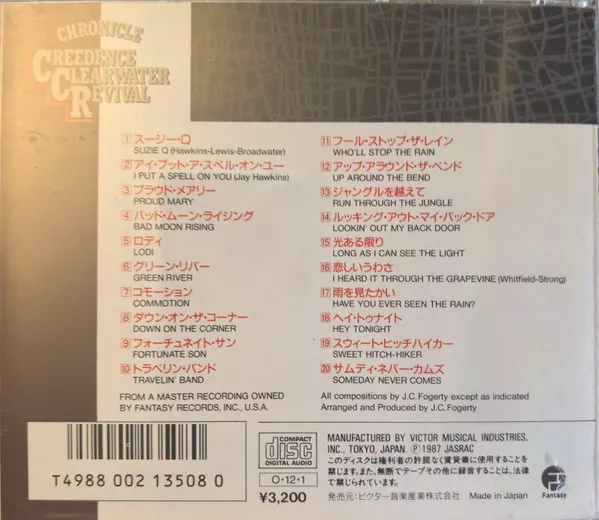 CHRONICLE
CREEDENCE
CLEARWATER
REVIVAL
1 スージー・Q
SUZIE Q (Hawkins-Lewis-Broadwater)
2 アイ・プット・ア・スペル・オン・ユー
I PUT A SPELL ON YOU (Jay Hawkins)
3 プラウド・メアリー
PROUD MARY
4 バッド・ムーン・ライジング
BAD MOON RISING
5 ロディ
LODI
6 グリーン・リバー
GREEN RIVER
7 コモーション
COMMOTION
8 ダウン・オン・ザ・コーナー
DOWN ON THE CORNER
9 フォーチュネイト・サン
FORTUNATE SON
10 トラベリン・バンド
TRAVELIN' BAND
FROM A MASTER RECORDING OWNED
BY FANTASY RECORDS, INC., U.S.A.
11 フール・ストップ・ザ・レイン
WHO'LL STOP THE RAIN
12 アップ・アラウンド・ザ・ベンド
UP AROUND THE BEND
13 ジャングルを越えて
RUN THROUGH THE JUNGLE
14 ルッキング・アウト・マイ・バック・ドア
LOOKIN' OUT MY BACK DOOR
15 光ある限り
LONG AS I CAN SEE THE LIGHT
16 悲しいうわさ
I HEARD IT THROUGH THE GRAPEVINE (Whitfield-Strong)
17 雨を見たかい
HAVE YOU EVER SEEN THE RAIN?
18 ヘイ・トゥナイト
HEY TONIGHT
19 スウィート・ヒッチハイカー
SWEET HITCH-HIKER
20 サムディ・ネバー・カムズ
SOMEDAY NEVER COMES
All compositions by J.C. Fogerty except as indicated
Arranged and Produced by J.C. Fogerty
T4988 002 13508 0
COMPACT
disc
DIGITAL AUDIO
O・12・1
¥3,200
MANUFACTURED BY VICTOR MUSICAL INDUSTRIES.
INC., TOKYO, JAPAN. Ⓟ1987 JASRAC
このディスクは権利者の許諾なく賃貸業に使用することを
禁じます。また、無断でテープその他に録音することは、法律
で禁じられています。
発売元:ビクター音楽産業株式会社 Made in Japan
Fantasy